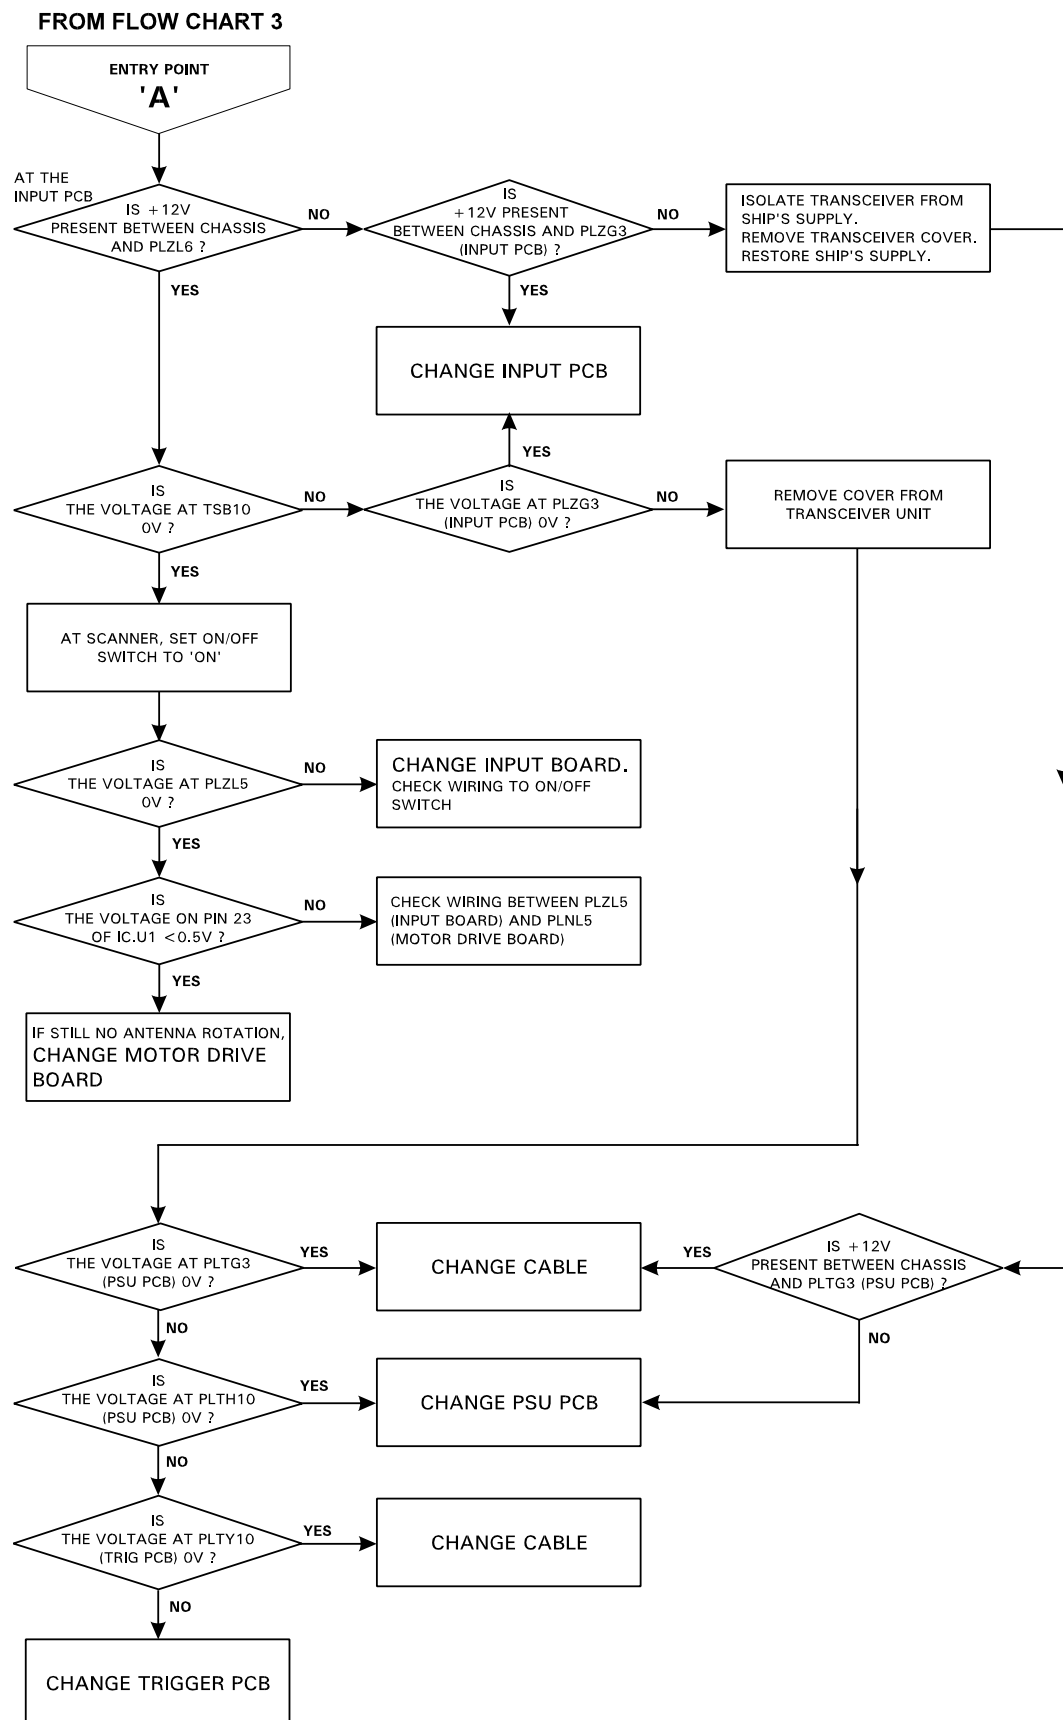 FROM FLOW CHART 3
ENTRY POINT
'A'
AT THE
INPUT PCB
IS +12V
PRESENT BETWEEN CHASSIS
AND PLZL6 ?
NO
IS
+12V PRESENT
BETWEEN CHASSIS AND PLZG3
(INPUT PCB) ?
NO
ISOLATE TRANSCEIVER FROM
SHIP'S SUPPLY.
REMOVE TRANSCEIVER COVER.
RESTORE SHIP'S SUPPLY.
YES
YES
CHANGE INPUT PCB
YES
IS
THE VOLTAGE AT TSB10
0V ?
NO
IS
THE VOLTAGE AT PLZG3
(INPUT PCB) 0V ?
NO
REMOVE COVER FROM
TRANSCEIVER UNIT
YES
AT SCANNER, SET ON/OFF
SWITCH TO 'ON'
IS
THE VOLTAGE AT PLZL5
0V ?
NO
CHANGE INPUT BOARD.
CHECK WIRING TO ON/OFF
SWITCH
YES
IS
THE VOLTAGE ON PIN 23
OF IC.U1 <0.5V ?
NO
CHECK WIRING BETWEEN PLZL5
(INPUT BOARD) AND PLNL5
(MOTOR DRIVE BOARD)
YES
IF STILL NO ANTENNA ROTATION,
CHANGE MOTOR DRIVE
BOARD
IS
THE VOLTAGE AT PLTG3
(PSU PCB) 0V ?
YES
CHANGE CABLE
YES
IS +12V
PRESENT BETWEEN CHASSIS
AND PLTG3 (PSU PCB) ?
NO
NO
IS
THE VOLTAGE AT PLTH10
(PSU PCB) 0V ?
YES
CHANGE PSU PCB
NO
IS
THE VOLTAGE AT PLTY10
(TRIG PCB) 0V ?
YES
CHANGE CABLE
NO
CHANGE TRIGGER PCB